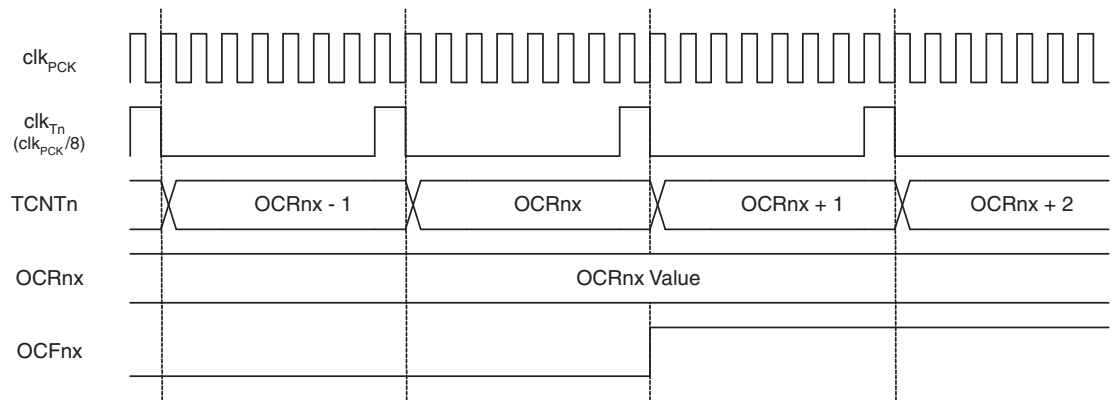 clkPCK
clkTn
(clkPCK/8)
TCNTn
OCRnx - 1
OCRnx
OCRnx + 1
OCRnx + 2
OCRnx
OCRnx Value
OCFnx